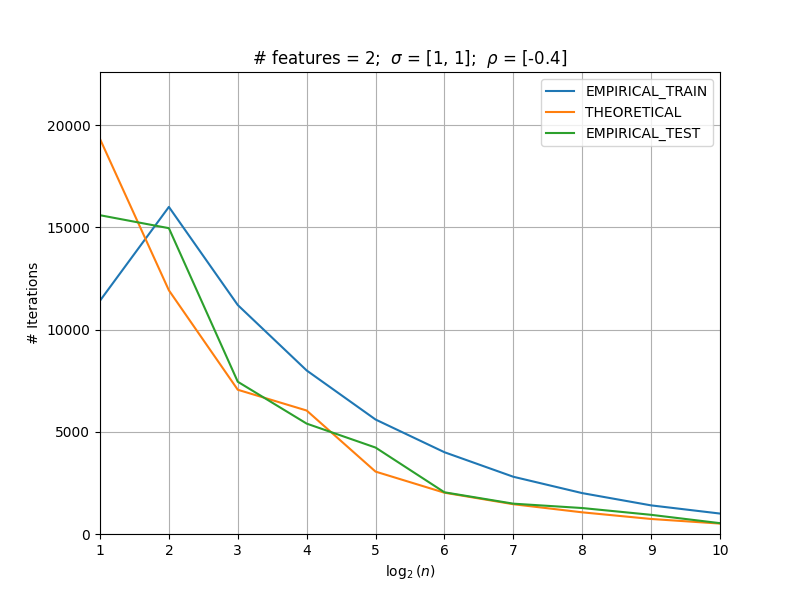 # features = 2; σ = [1, 1]; ρ = [-0.4]
EMPIRICAL_TRAIN
THEORETICAL
EMPIRICAL_TEST
20000
15000
10000
5000
0
# Iterations
1 2 3 4 5 6 7 8 9 10
log₂(n)